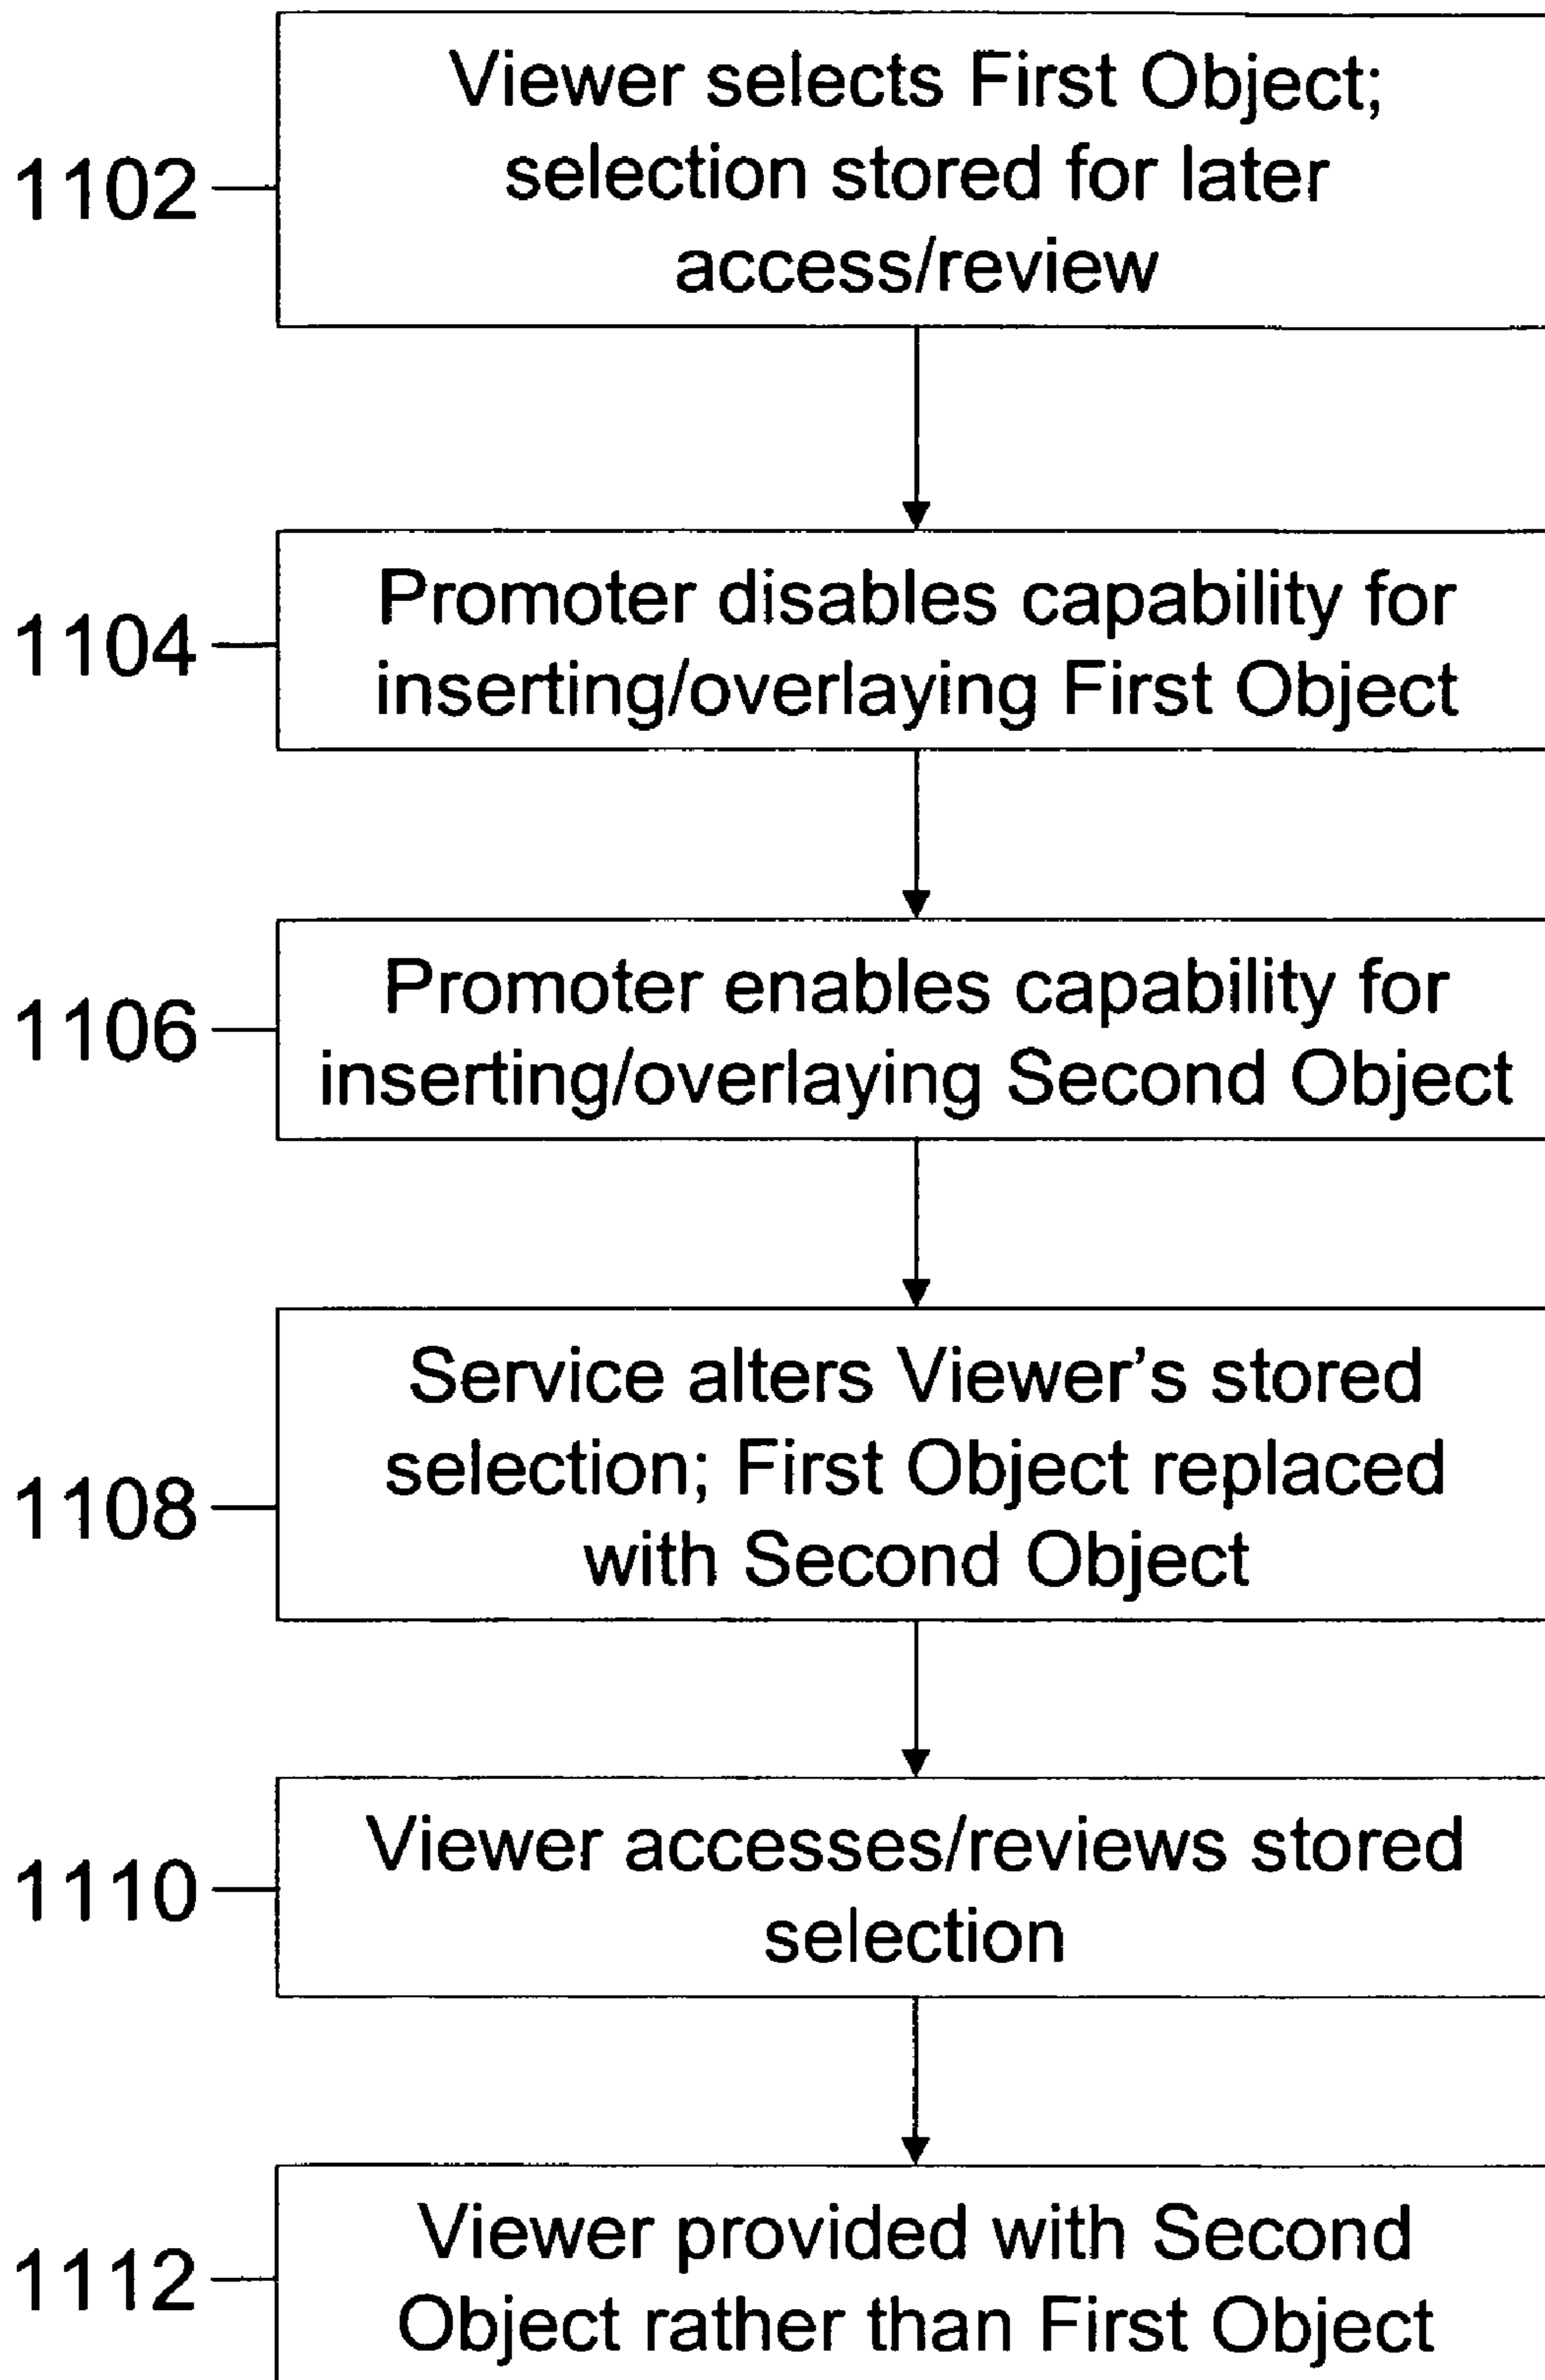 Viewer selects First Object;
selection stored for later
access/review
1102
Promoter disables capability for
inserting/overlaying First Object
1104
Promoter enables capability for
inserting/overlaying Second Object
1106
Service alters Viewer's stored
selection; First Object replaced
with Second Object
1108
Viewer accesses/reviews stored
selection
1110
Viewer provided with Second
Object rather than First Object
1112